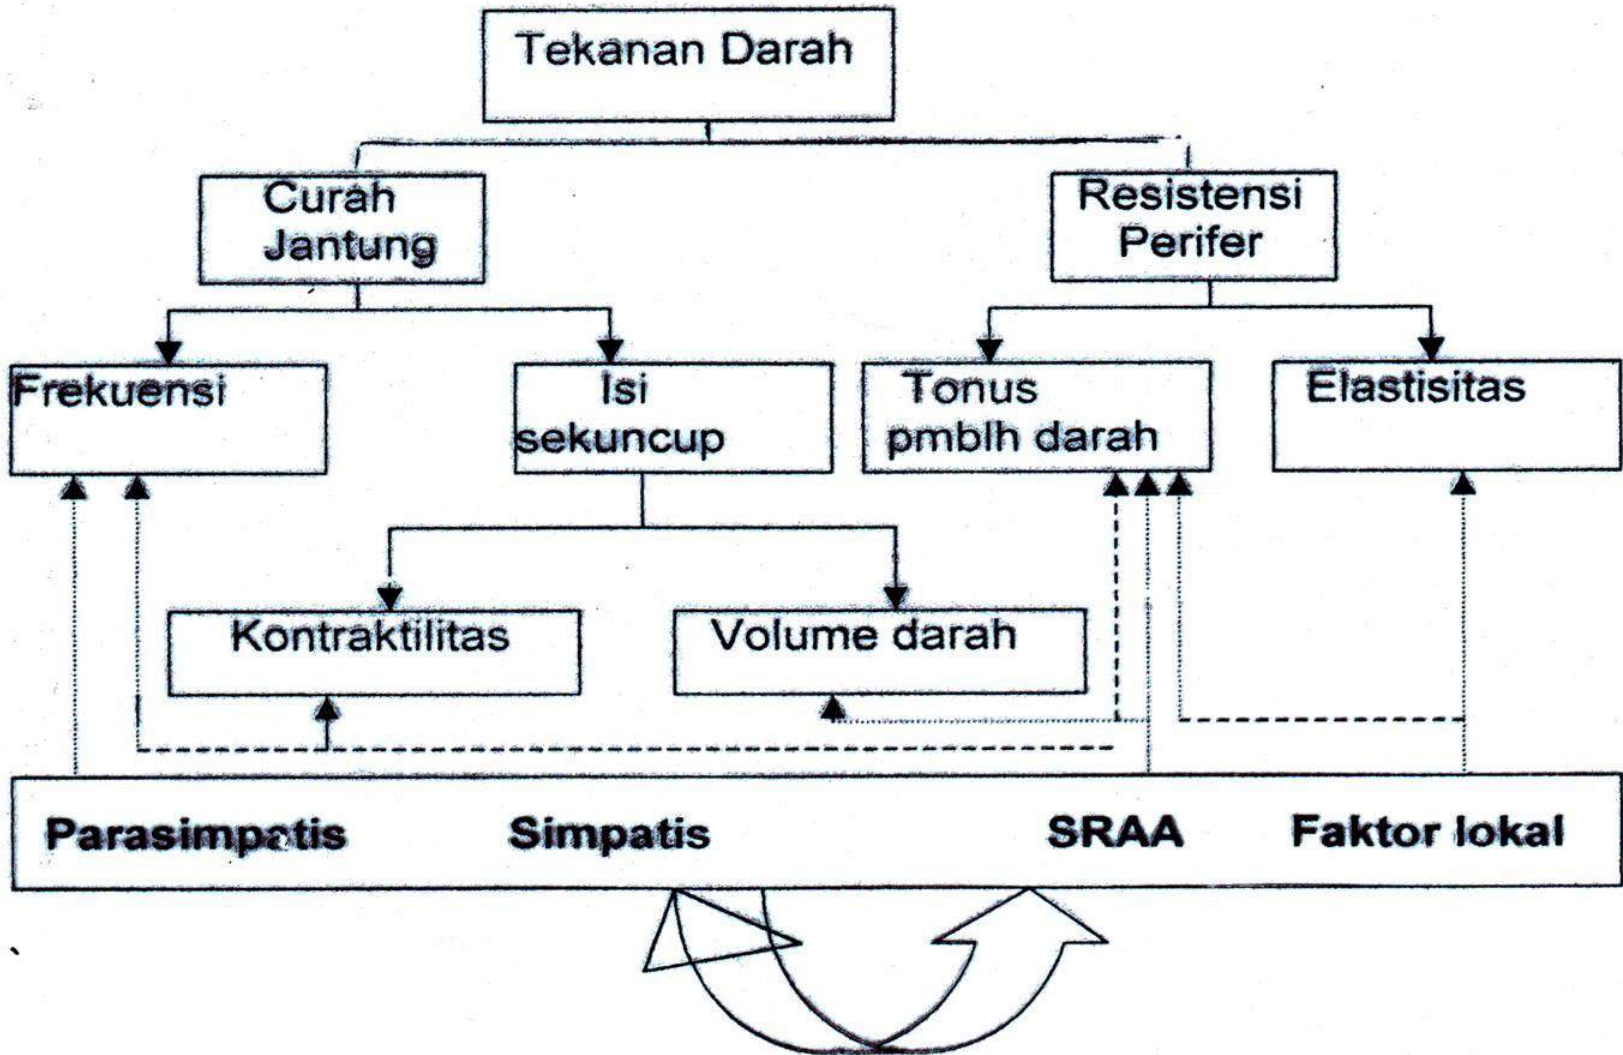 Tekanan Darah
Curah
Jantung
Resistensi
Perifer
Frekuensi
Isi
sekuncup
Tonus
pmblh darah
Elastisitas
Kontraktilitas
Volume darah
Parasimpatis
Simpatis
SRAA
Faktor lokal